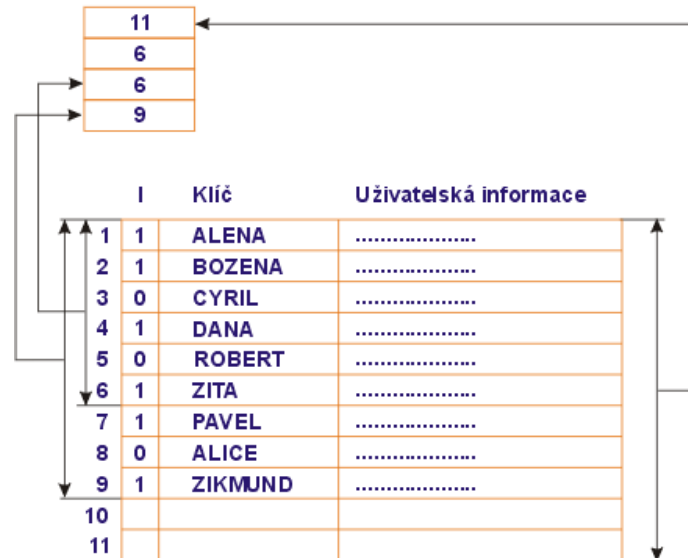 11
6
6
9
I Klíč Uživatelská informace
1 1 ALENA ....................
2 1 BOZENA ....................
3 0 CYRIL ....................
4 1 DANA ....................
5 0 ROBERT ....................
6 1 ZITA ....................
7 1 PAVEL ....................
8 0 ALICE ....................
9 1 ZIKMUND ....................
10
11